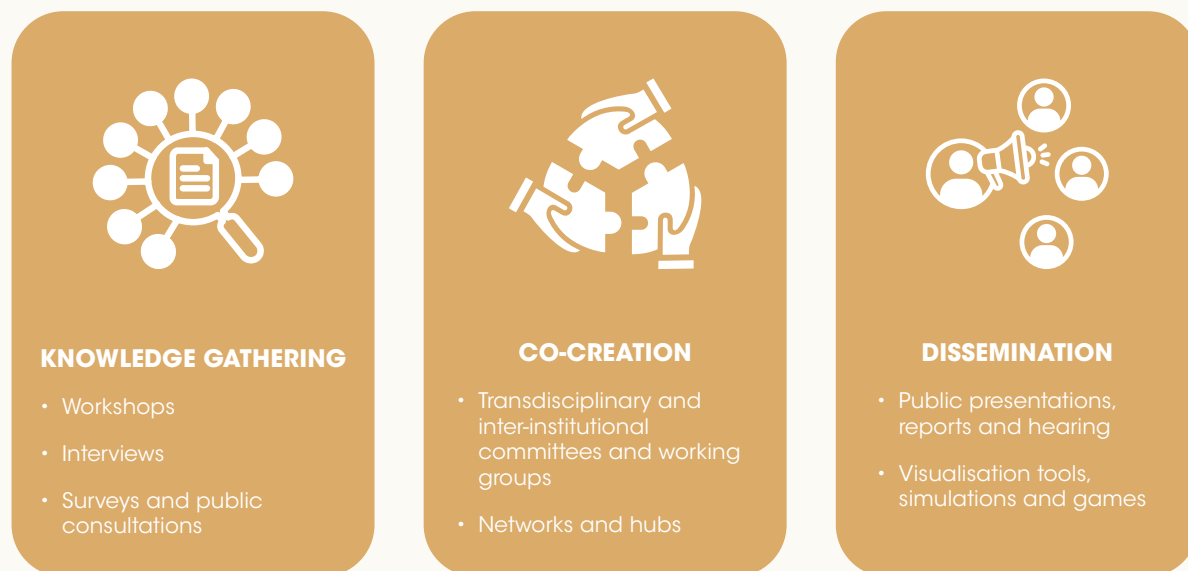 KNOWLEDGE GATHERING
• Workshops
• Interviews
• Surveys and public
consultations
CO-CREATION
• Transdisciplinary and
inter-institutional
committees and working
groups
• Networks and hubs
DISSEMINATION
• Public presentations,
reports and hearing
• Visualisation tools,
simulations and games